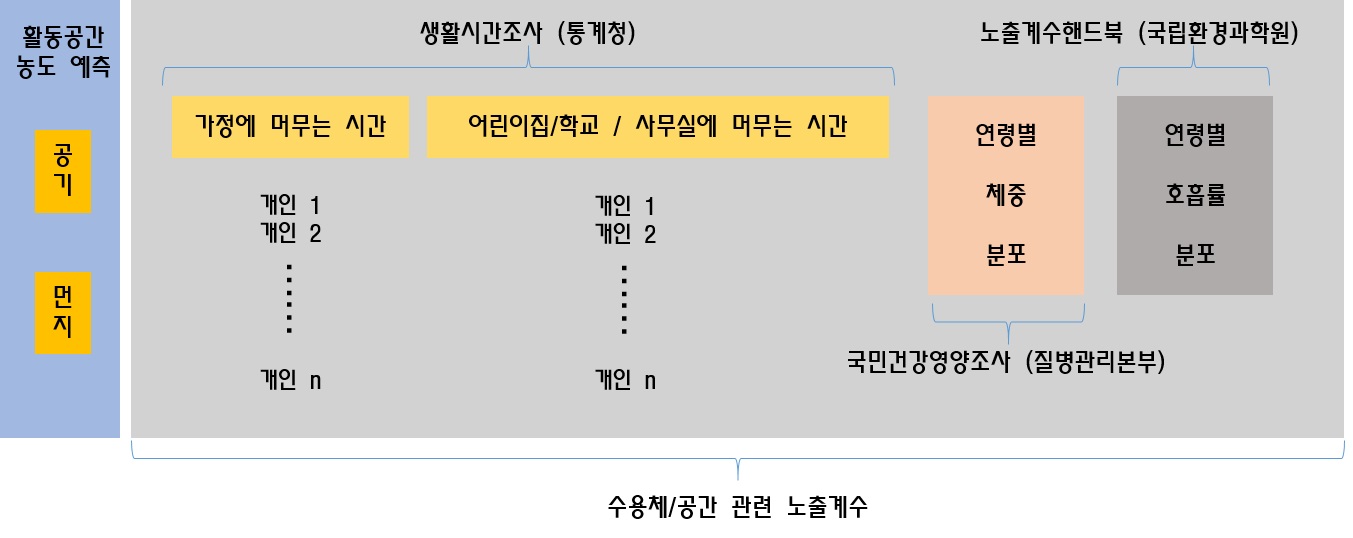 활동공간
농도 예측
공
기
먼
지
생활시간조사 (통계청)
노출계수핸드북 (국립환경과학원)
가정에 머무는 시간
어린이집/학교 / 사무실에 머무는 시간
개인 1
개인 2
개인 n
개인 1
개인 2
개인 n
연령별
체중
분포
연령별
호흡률
분포
국민건강영양조사 (질병관리본부)
수용체/공간 관련 노출계수